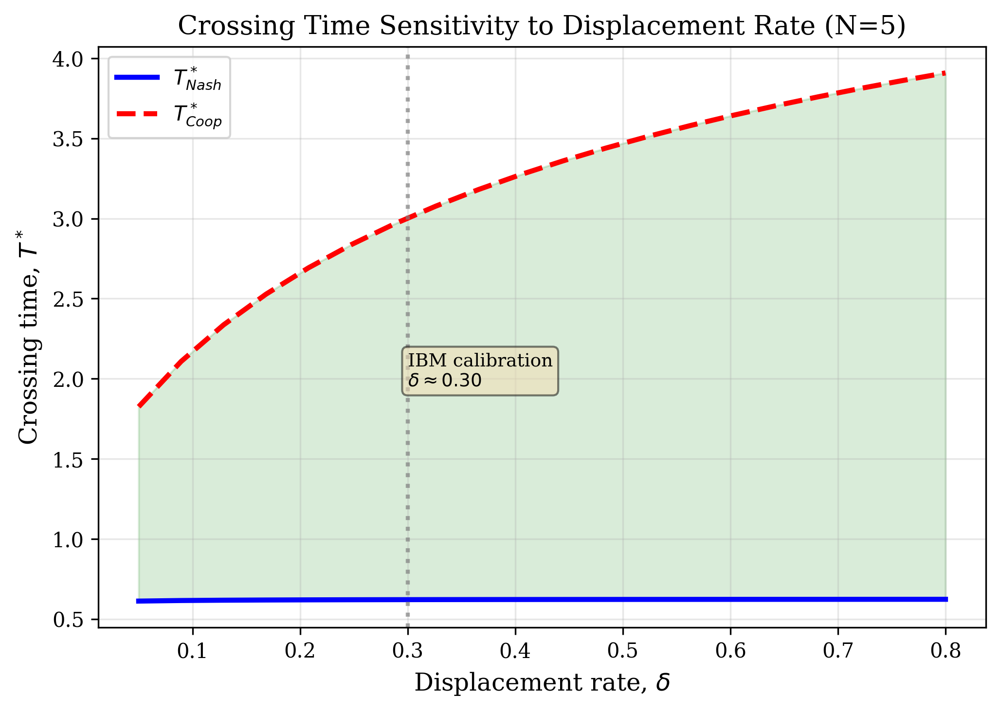 Crossing Time Sensitivity to Displacement Rate (N=5)
4.0
3.5
3.0
2.5
2.0
1.5
1.0
0.5
Crossing time, T*
T*Nash
T*Coop
IBM calibration
δ ≈ 0.30
0.1 0.2 0.3 0.4 0.5 0.6 0.7 0.8
Displacement rate, δ